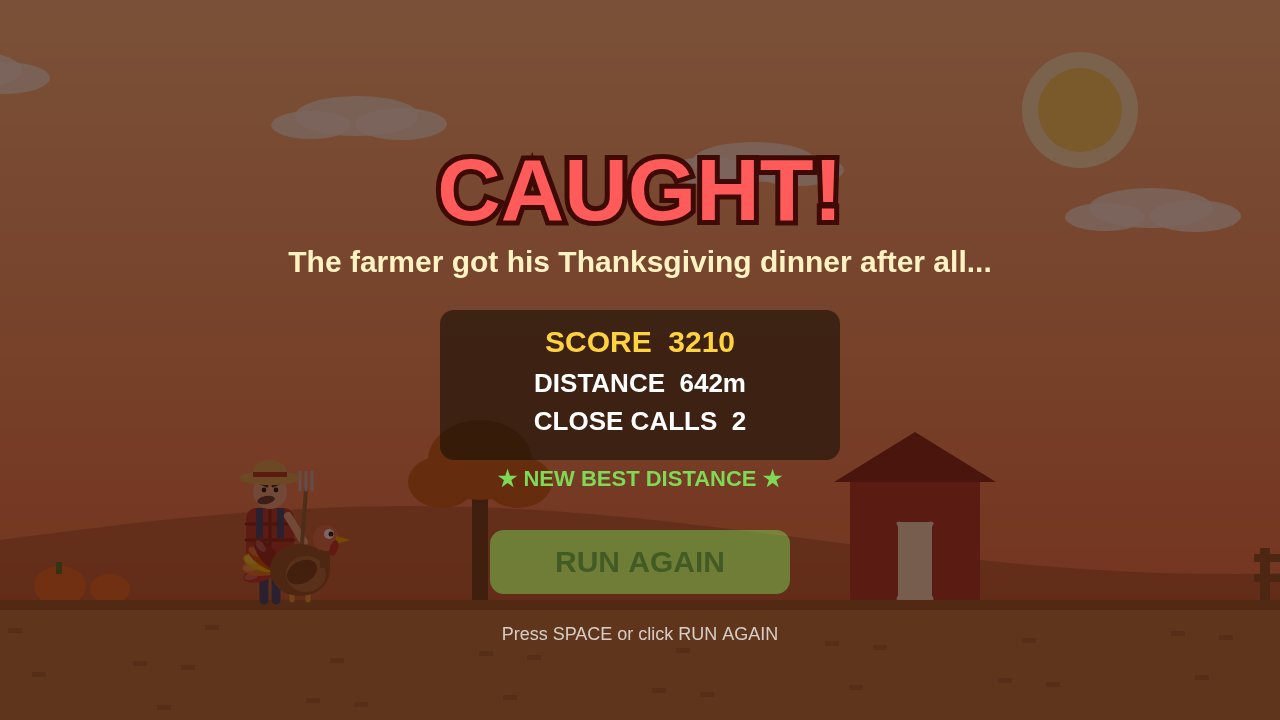 CAUGHT!
The farmer got his Thanksgiving dinner after all...
SCORE 3210
DISTANCE 642m
CLOSE CALLS 2
★ NEW BEST DISTANCE ★
RUN AGAIN
Press SPACE or click RUN AGAIN